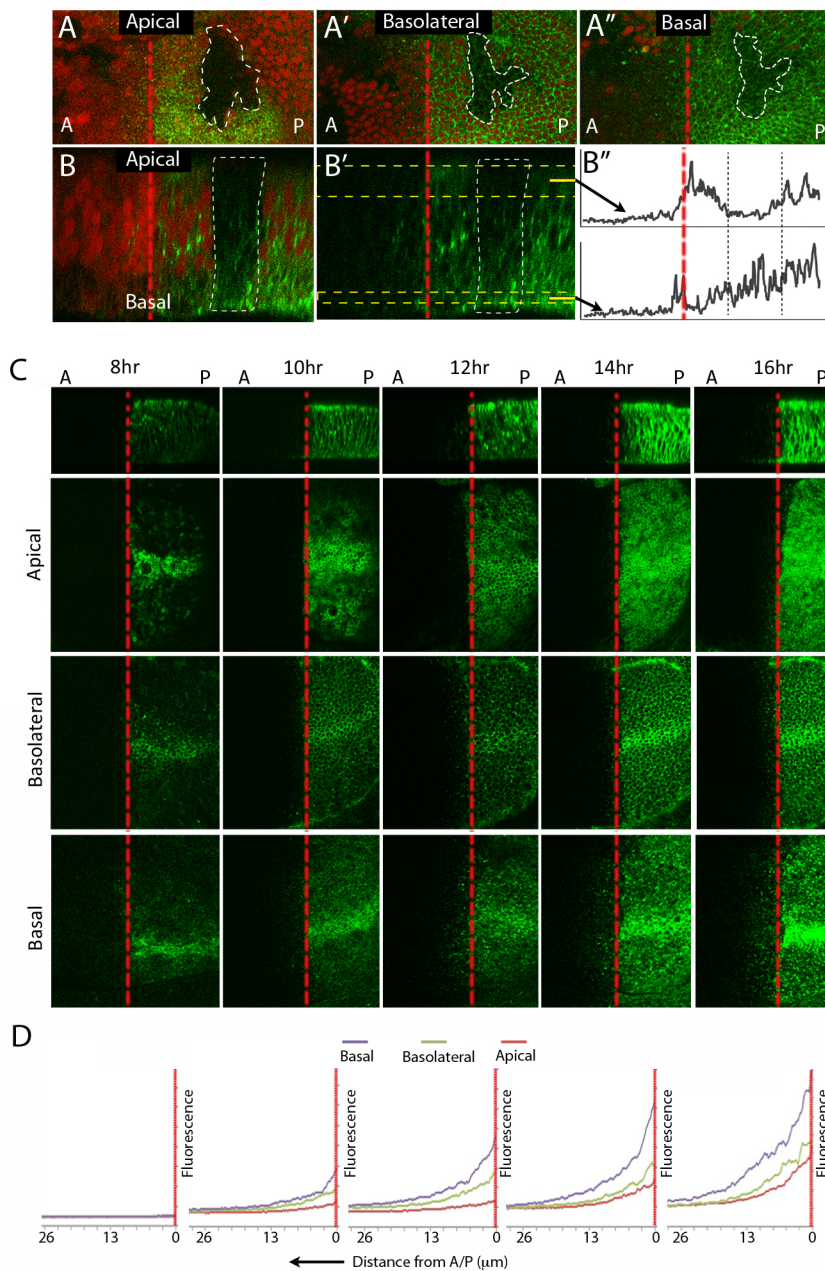 A Apical A′ Basolateral A″ Basal
A P A P A P
B Apical B′ B″
Basal
C 8hr 10hr 12hr 14hr 16hr
A P A P A P A P A P
Apical
Basolateral
Basal
D
Basal Basolateral Apical
Fluorescence Fluorescence Fluorescence Fluorescence Fluorescence
26 13 0 26 13 0 26 13 0 26 13 0 26 13 0
Distance from A/P (μm)